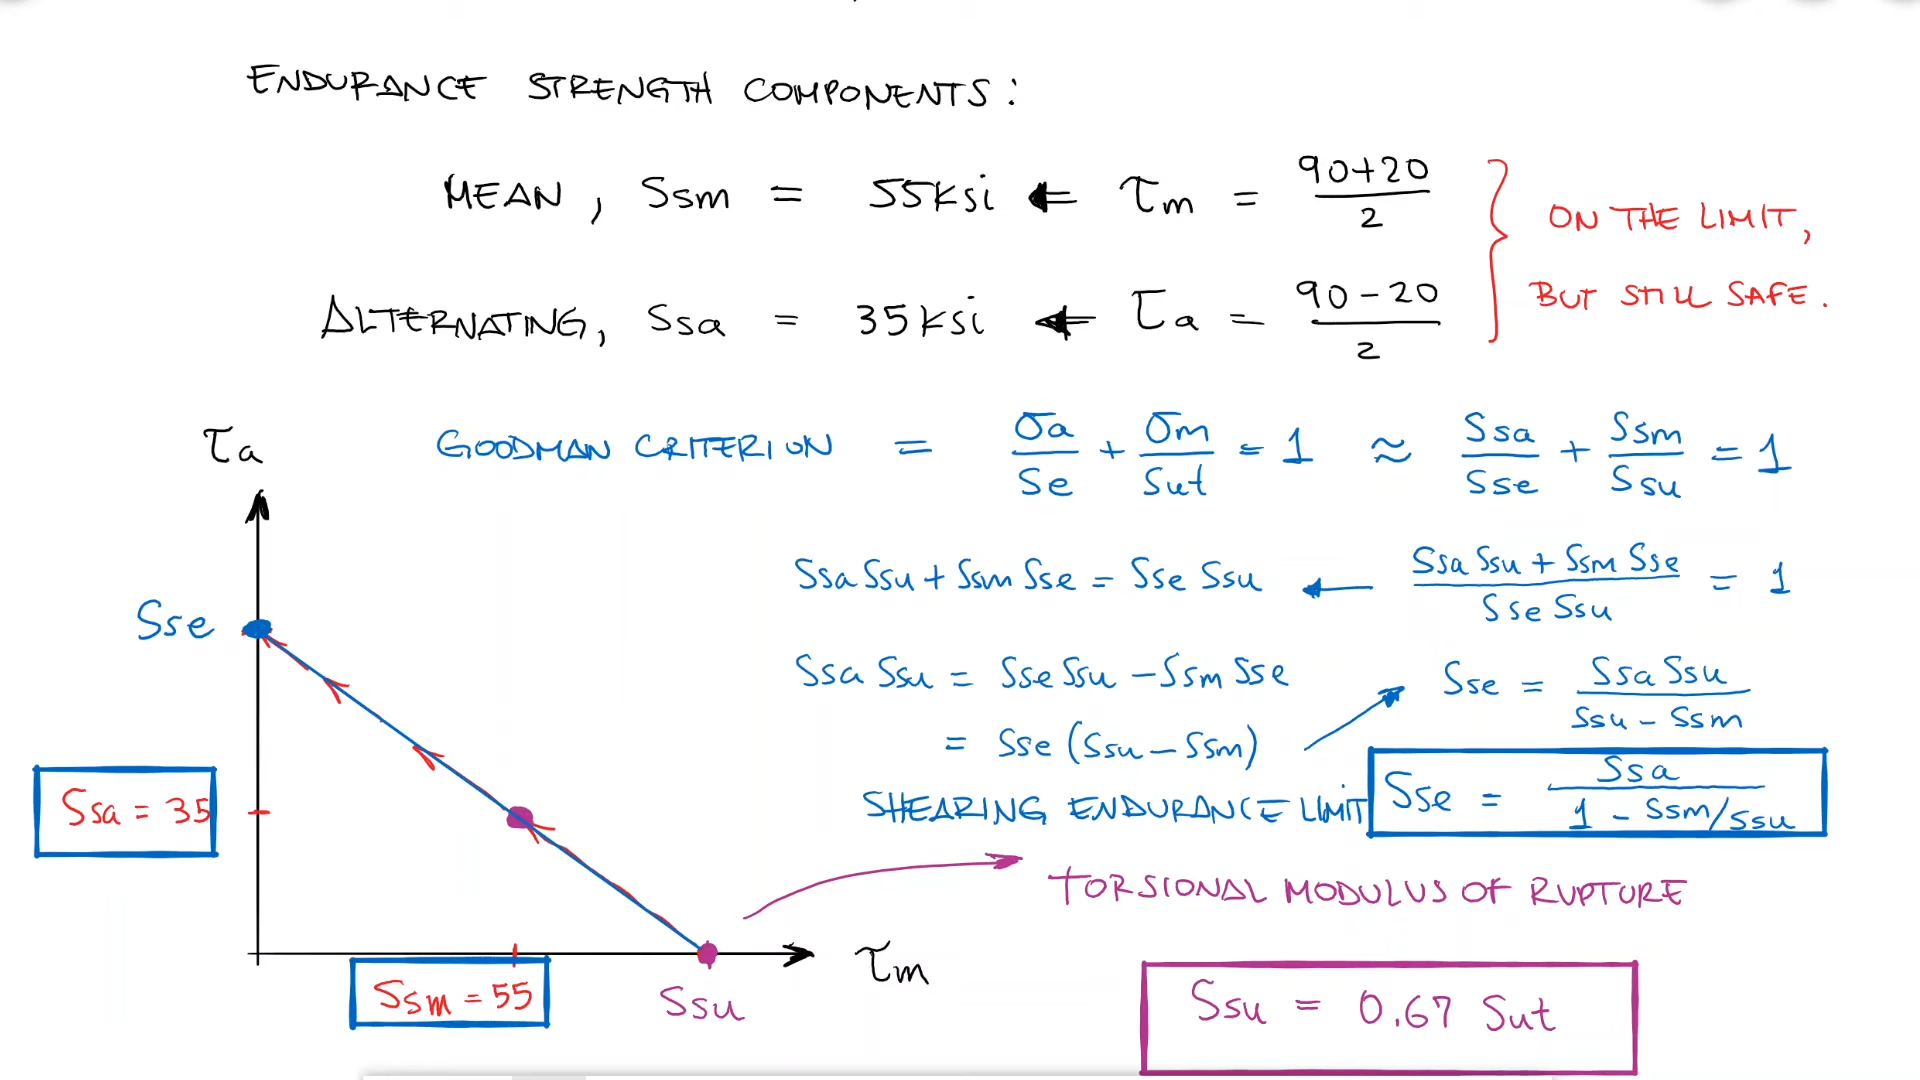 ENDURANCE STRENGTH COMPONENTS:
MEAN, Ssm = 55ksi ← τm = (90+20)/2
ALTERNATING, Ssa = 35ksi ← τa = (90-20)/2
ON THE LIMIT,
BUT STILL SAFE.
GOODMAN CRITERION = σa/Se + σm/Sut = 1 ≈ Ssa/Sse + Ssm/Ssu = 1
Ssa Ssu + Ssm Sse = Sse Ssu ← (Ssa Ssu + Ssm Sse)/(Sse Ssu) = 1
Ssa Ssu = Sse Ssu - Ssm Sse
= Sse (Ssu - Ssm)
Sse = Ssa Ssu/(Ssu - Ssm)
SHEARING ENDURANCE LIMIT
Sse = Ssa/(1 - Ssm/Ssu)
τa
Sse
Ssa = 35
Ssm = 55
Ssu
τm
TORSIONAL MODULUS OF RUPTURE
Ssu = 0.67 Sut